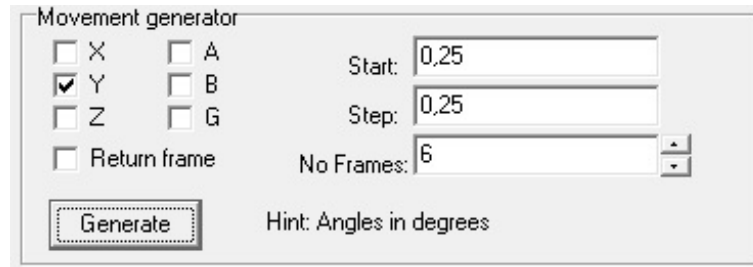 Movement generator
X A Start: 0,25
Y B
Z G Step: 0,25
Return frame No Frames: 6
Generate Hint: Angles in degrees